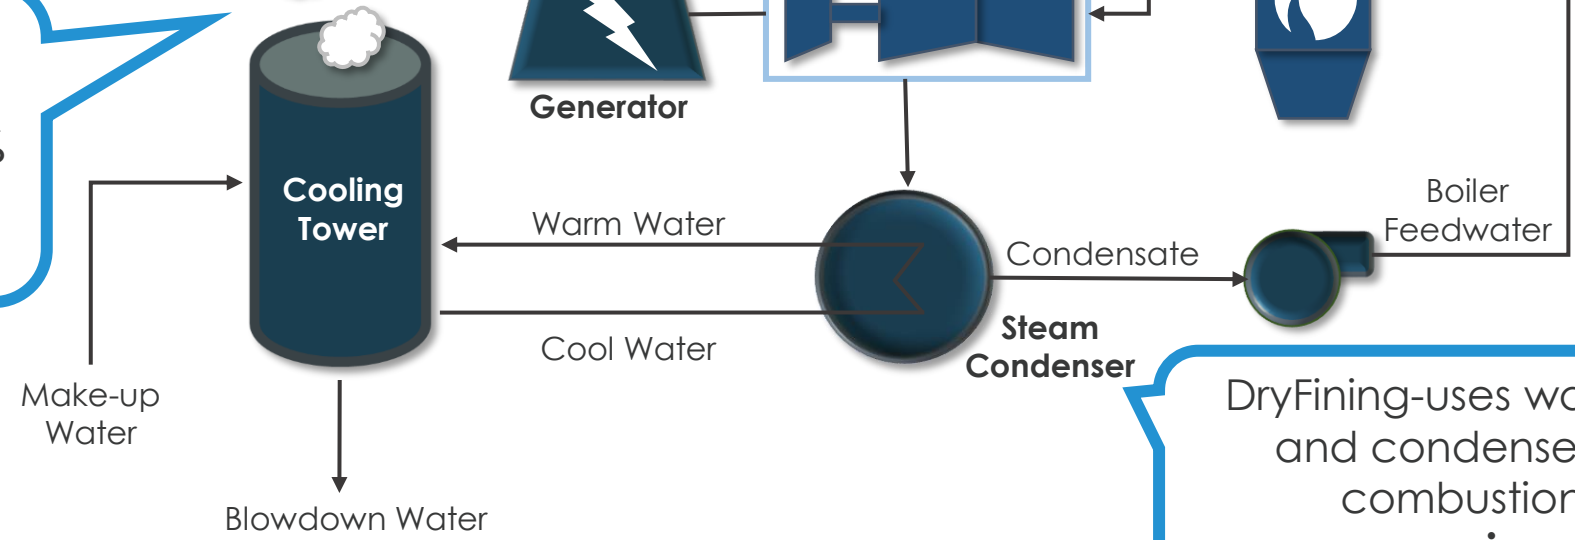 Generator
Cooling
Tower
Warm Water
Boiler
Feedwater
Condensate
Cool Water
Steam
Condenser
Make-up
Water
Blowdown Water
DryFining-uses
and condense
combustion